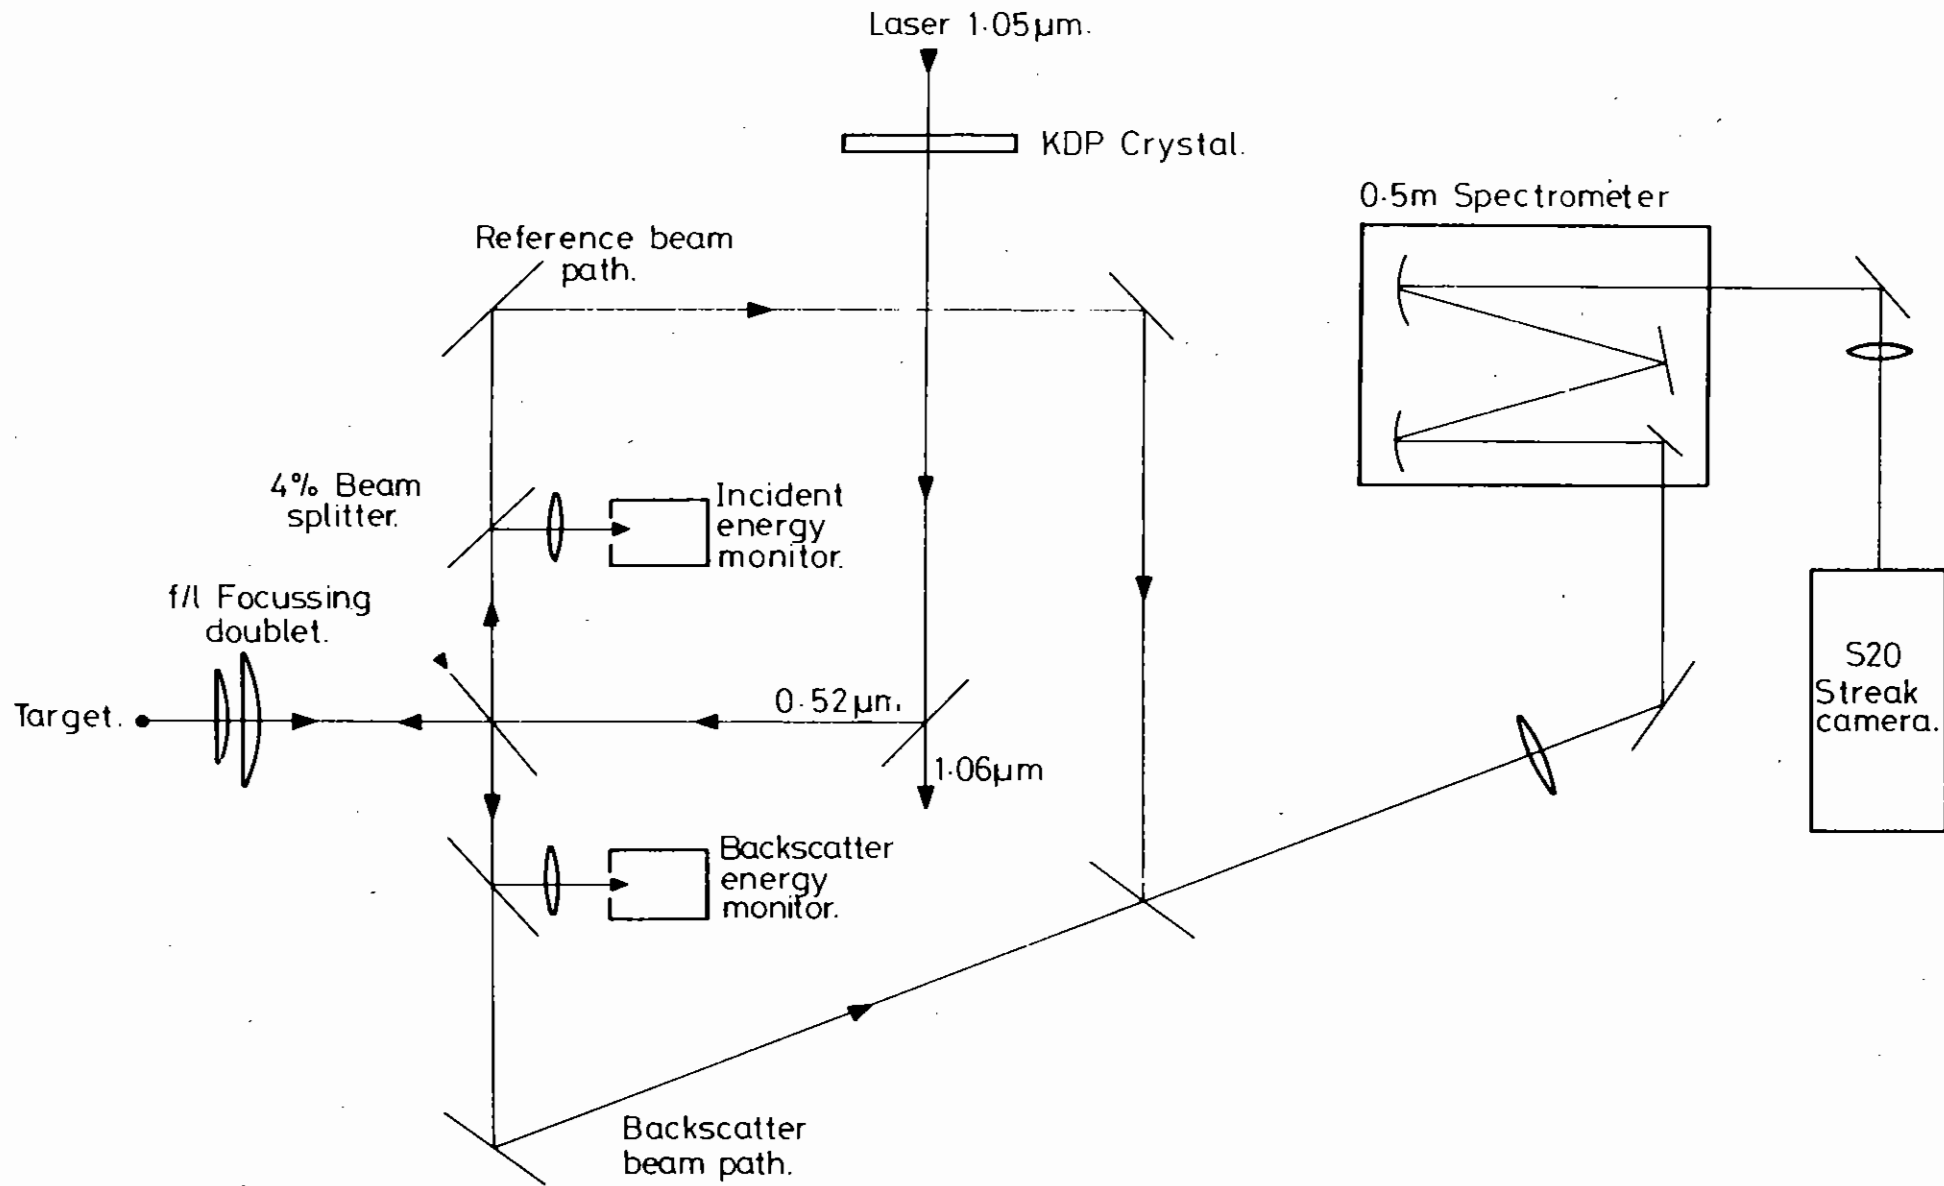 Laser 1·05µm.
KDP Crystal.
0·5m Spectrometer
Reference beam
path.
4% Beam
splitter.
Incident
energy
monitor.
f/l Focussing
doublet.
Target.
0·52µm.
1·06µm
S20
Streak
camera.
Backscatter
energy
monitor.
Backscatter
beam path.